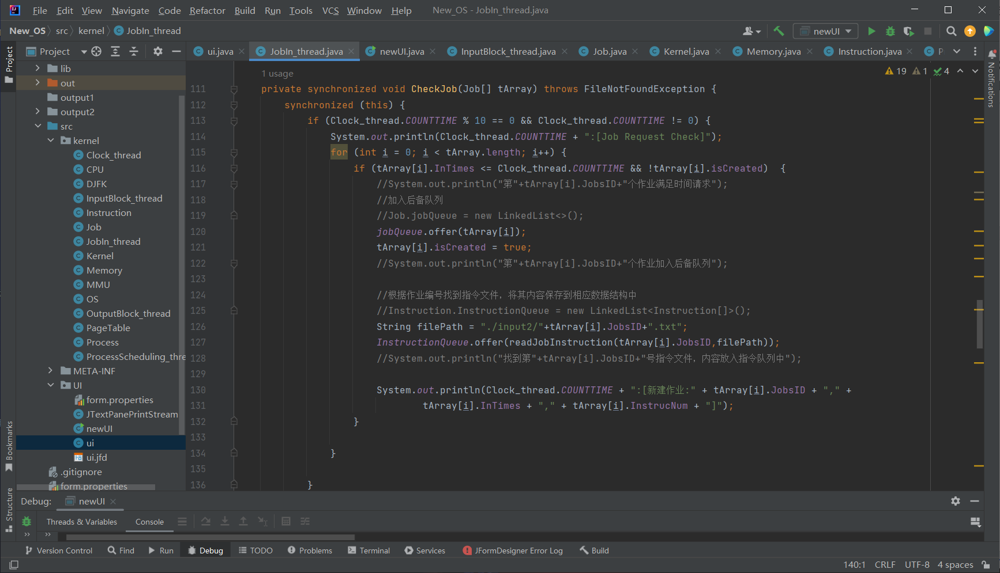 File Edit View Navigate Code Refactor Build Run Tools VCS Window Help New_OS - JobIn_thread.java
New_OS src kernel JobIn_thread
newUI
Project
ui.java JobIn_thread.java newUI.java InputBlock_thread.java Job.java Kernel.java Memory.java Instruction.java P
Project
Notifications
Bookmarks
Structure
lib
out
output1
output2
src
kernel
Clock_thread
CPU
DJFK
InputBlock_thread
Instruction
Job
JobIn_thread
Kernel
Memory
MMU
OS
OutputBlock_thread
PageTable
Process
ProcessScheduling_thre
META-INF
UI
form.properties
JTextPanePrintStream
newUI
ui
ui.jfd
.gitignore
form.properties
1 usage
19 1 4
111 private synchronized void CheckJob(Job[] tArray) throws FileNotFoundException {
112 synchronized (this) {
113 if (Clock_thread.COUNTTIME % 10 == 0 && Clock_thread.COUNTTIME != 0) {
114 System.out.println(Clock_thread.COUNTTIME + ":[Job Request Check]");
115 for (int i = 0; i < tArray.length; i++) {
116 if (tArray[i].InTimes <= Clock_thread.COUNTTIME && !tArray[i].isCreated)  {
117 //System.out.println("第"+tArray[i].JobsID+"个作业满足时间请求");
118 //加入后备队列
119 //Job.jobQueue = new LinkedList<>();
120 jobQueue.offer(tArray[i]);
121 tArray[i].isCreated = true;
122 //System.out.println("第"+tArray[i].JobsID+"个作业加入后备队列");
123
124 //根据作业编号找到指令文件，将其内容保存到相应数据结构中
125 //Instruction.InstructionQueue = new LinkedList<Instruction[]>();
126 String filePath = "./input2/"+tArray[i].JobsID+".txt";
127 InstructionQueue.offer(readJobInstruction(tArray[i].JobsID,filePath));
128 //System.out.println("找到第"+tArray[i].JobsID+"号指令文件，内容放入指令队列中");
129
130 System.out.println(Clock_thread.COUNTTIME + ":[新建作业:" + tArray[i].JobsID + "," +
131 tArray[i].InTimes + "," + tArray[i].InstrucNum + "]");
132 }
133
134 }
135
136 }
Debug: newUI
Threads & Variables Console
Version Control Find Run Debug TODO Problems Terminal Services JFormDesigner Error Log Build
140:1 CRLF UTF-8 4 spaces